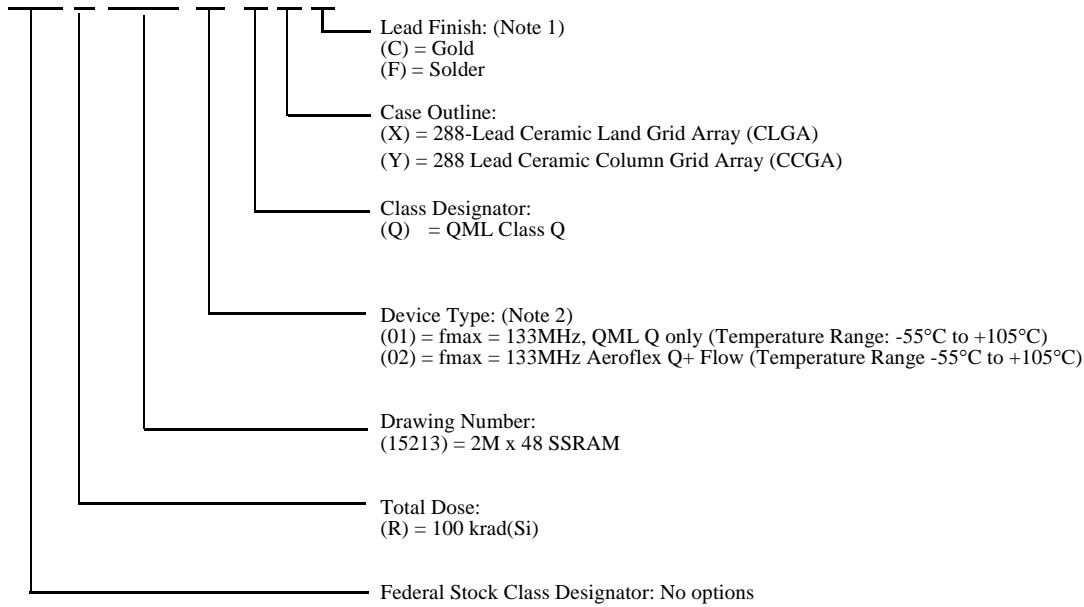 Lead Finish: (Note 1)
(C) = Gold
(F) = Solder
Case Outline:
(X) = 288-Lead Ceramic Land Grid Array (CLGA)
(Y) = 288 Lead Ceramic Column Grid Array (CCGA)
Class Designator:
(Q) = QML Class Q
Device Type: (Note 2)
(01) = fmax = 133MHz, QML Q only (Temperature Range: -55°C to +105°C)
(02) = fmax = 133MHz Aeroflex Q+ Flow (Temperature Range -55°C to +105°C)
Drawing Number:
(15213) = 2M x 48 SSRAM
Total Dose:
(R) = 100 krad(Si)
Federal Stock Class Designator: No options